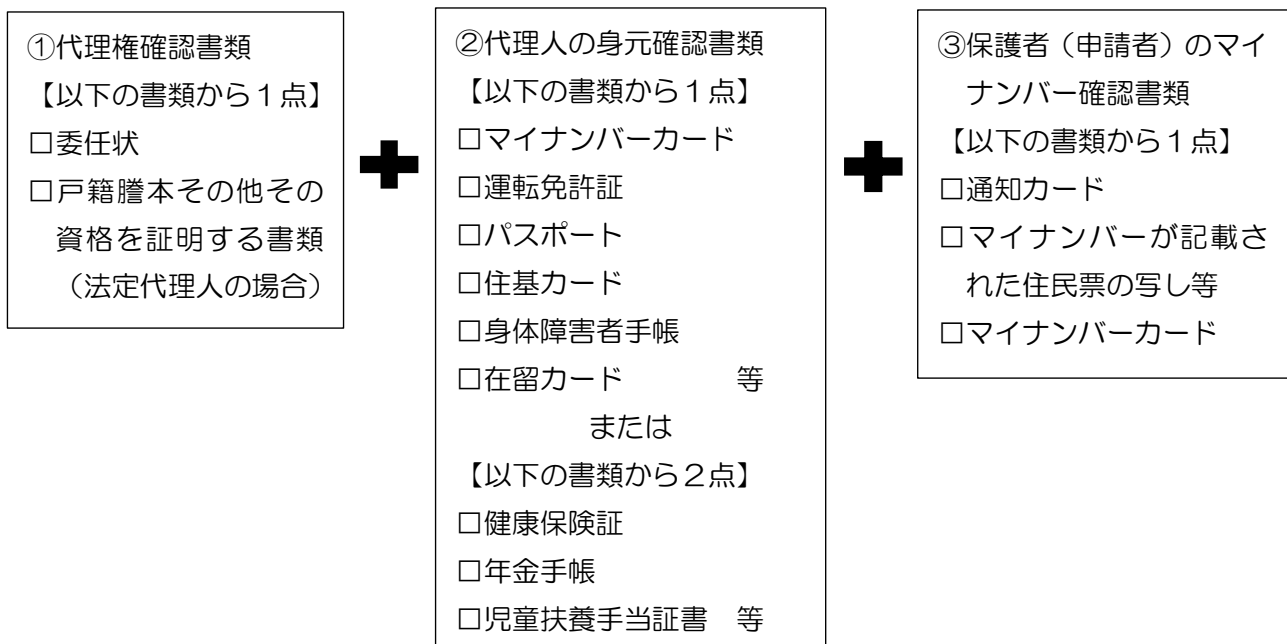 ①代理権確認書類
【以下の書類から１点】
□委任状
□戸籍謄本その他その
資格を証明する書類
（法定代理人の場合）
②代理人の身元確認書類
【以下の書類から１点】
□マイナンバーカード
□運転免許証
□パスポート
□住基カード
□身体障害者手帳
□在留カード　　　　等
または
【以下の書類から２点】
□健康保険証
□年金手帳
□児童扶養手当証書　等
③保護者（申請者）のマイ
ナンバー確認書類
【以下の書類から１点】
□通知カード
□マイナンバーが記載さ
れた住民票の写し等
□マイナンバーカード